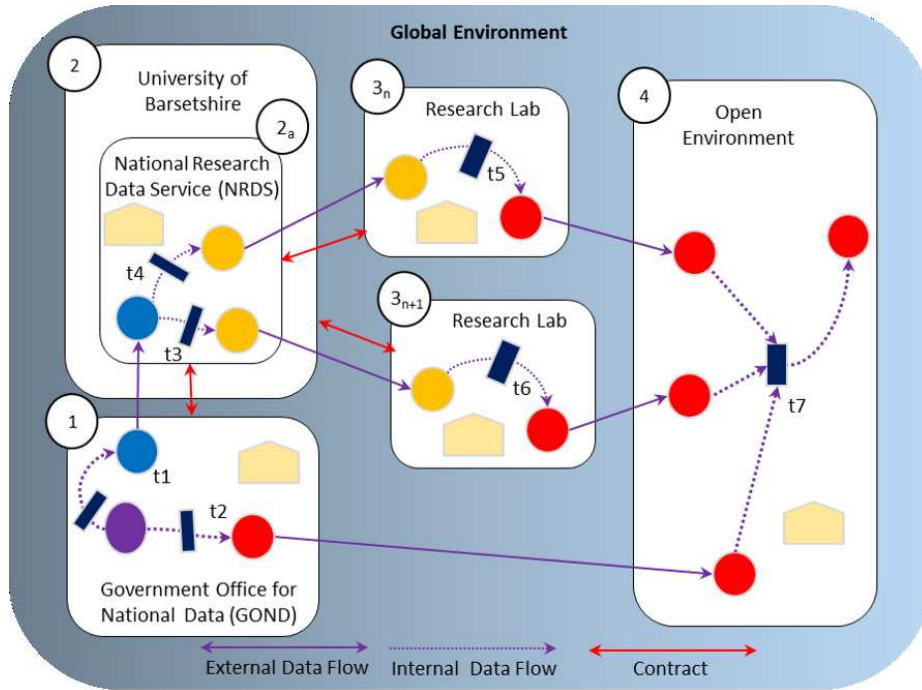 Global Environment
2
University of
Barsetshire
2a
National Research
Data Service (NRDS)
t4
t3
3n
Research Lab
t5
3n+1
Research Lab
t6
4
Open
Environment
t7
1
t1
t2
Government Office for
National Data (GOND)
External Data Flow
Internal Data Flow
Contract